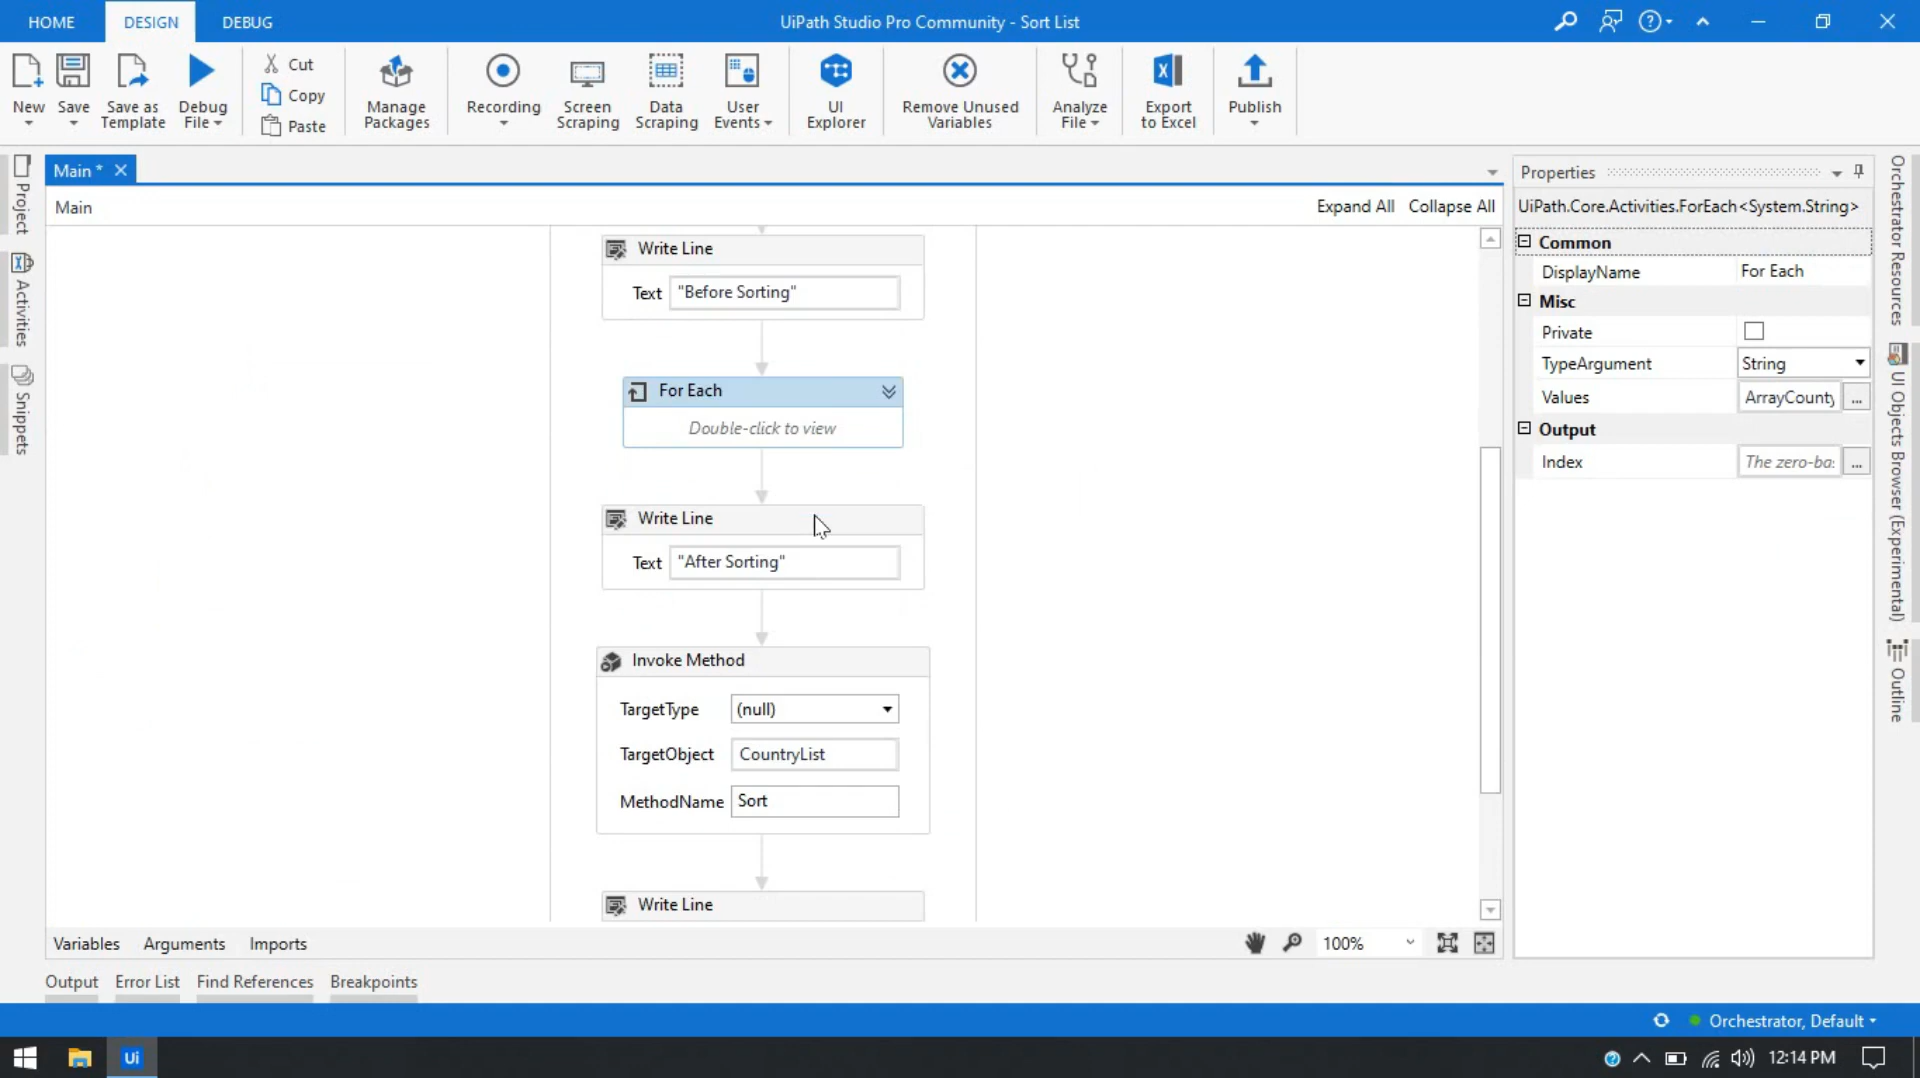 HOME DESIGN DEBUG UiPath Studio Pro Community - Sort List
New Save Save as Template Debug File Cut Copy Paste Manage Packages Recording Screen Scraping Data Scraping User Events UI Explorer Remove Unused Variables Analyze File Export to Excel Publish
Main *
Main Expand All Collapse All
Project
Activities
Snippets
Write Line
Text "Before Sorting"
For Each
Double-click to view
Write Line
Text "After Sorting"
Invoke Method
TargetType (null)
TargetObject CountryList
MethodName Sort
Write Line
Properties
UiPath.Core.Activities.ForEach<System.String>
Common
DisplayName For Each
Misc
Private
TypeArgument String
Values ArrayCounty ...
Output
Index The zero-ba: ...
Orchestrator Resources
UI Objects Browser (Experimental)
Outline
Variables Arguments Imports 100%
Output Error List Find References Breakpoints
Orchestrator, Default
Ui 12:14 PM